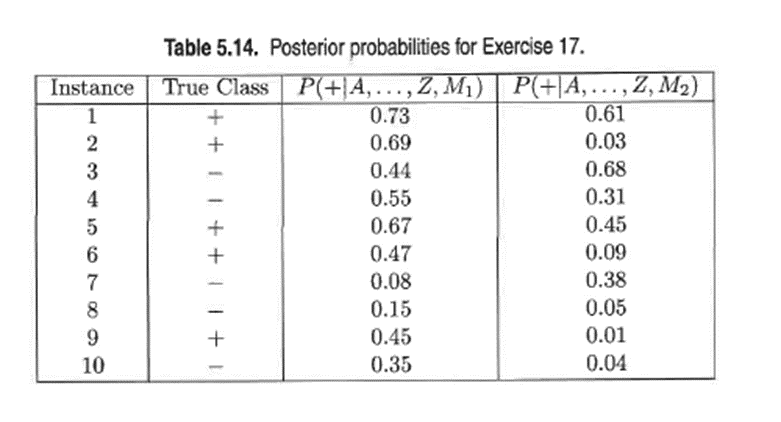 Table 5.14. Posterior probabilities for Exercise 17.
Instance True Class P(+|A, . . . , Z, M₁) P(+|A, . . . , Z, M₂)
1 + 0.73 0.61
2 + 0.69 0.03
3 − 0.44 0.68
4 − 0.55 0.31
5 + 0.67 0.45
6 + 0.47 0.09
7 − 0.08 0.38
8 − 0.15 0.05
9 + 0.45 0.01
10 − 0.35 0.04